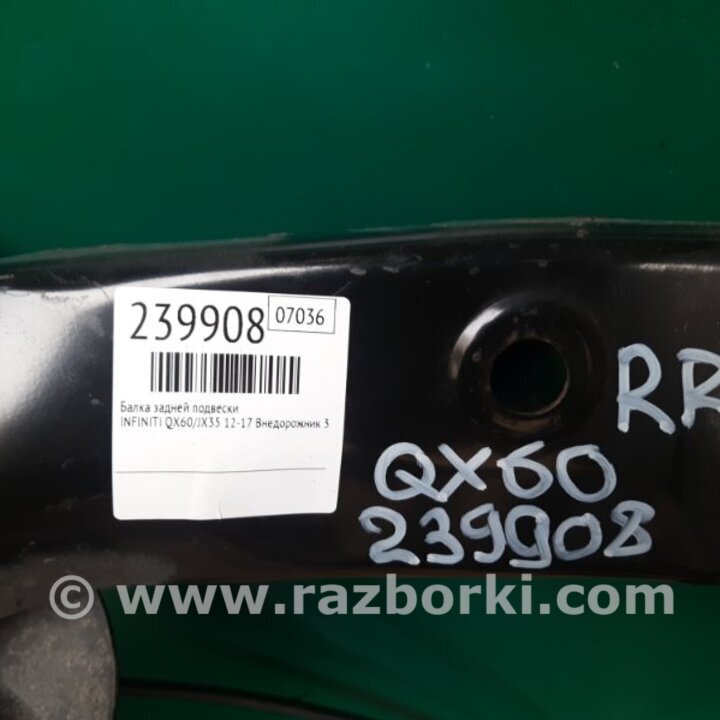 239908 07036
Балка задней подвески
INFINITI QX60/JX35 12-17 Внедорожник 3
RR
QX60
239908
© www.razborki.com